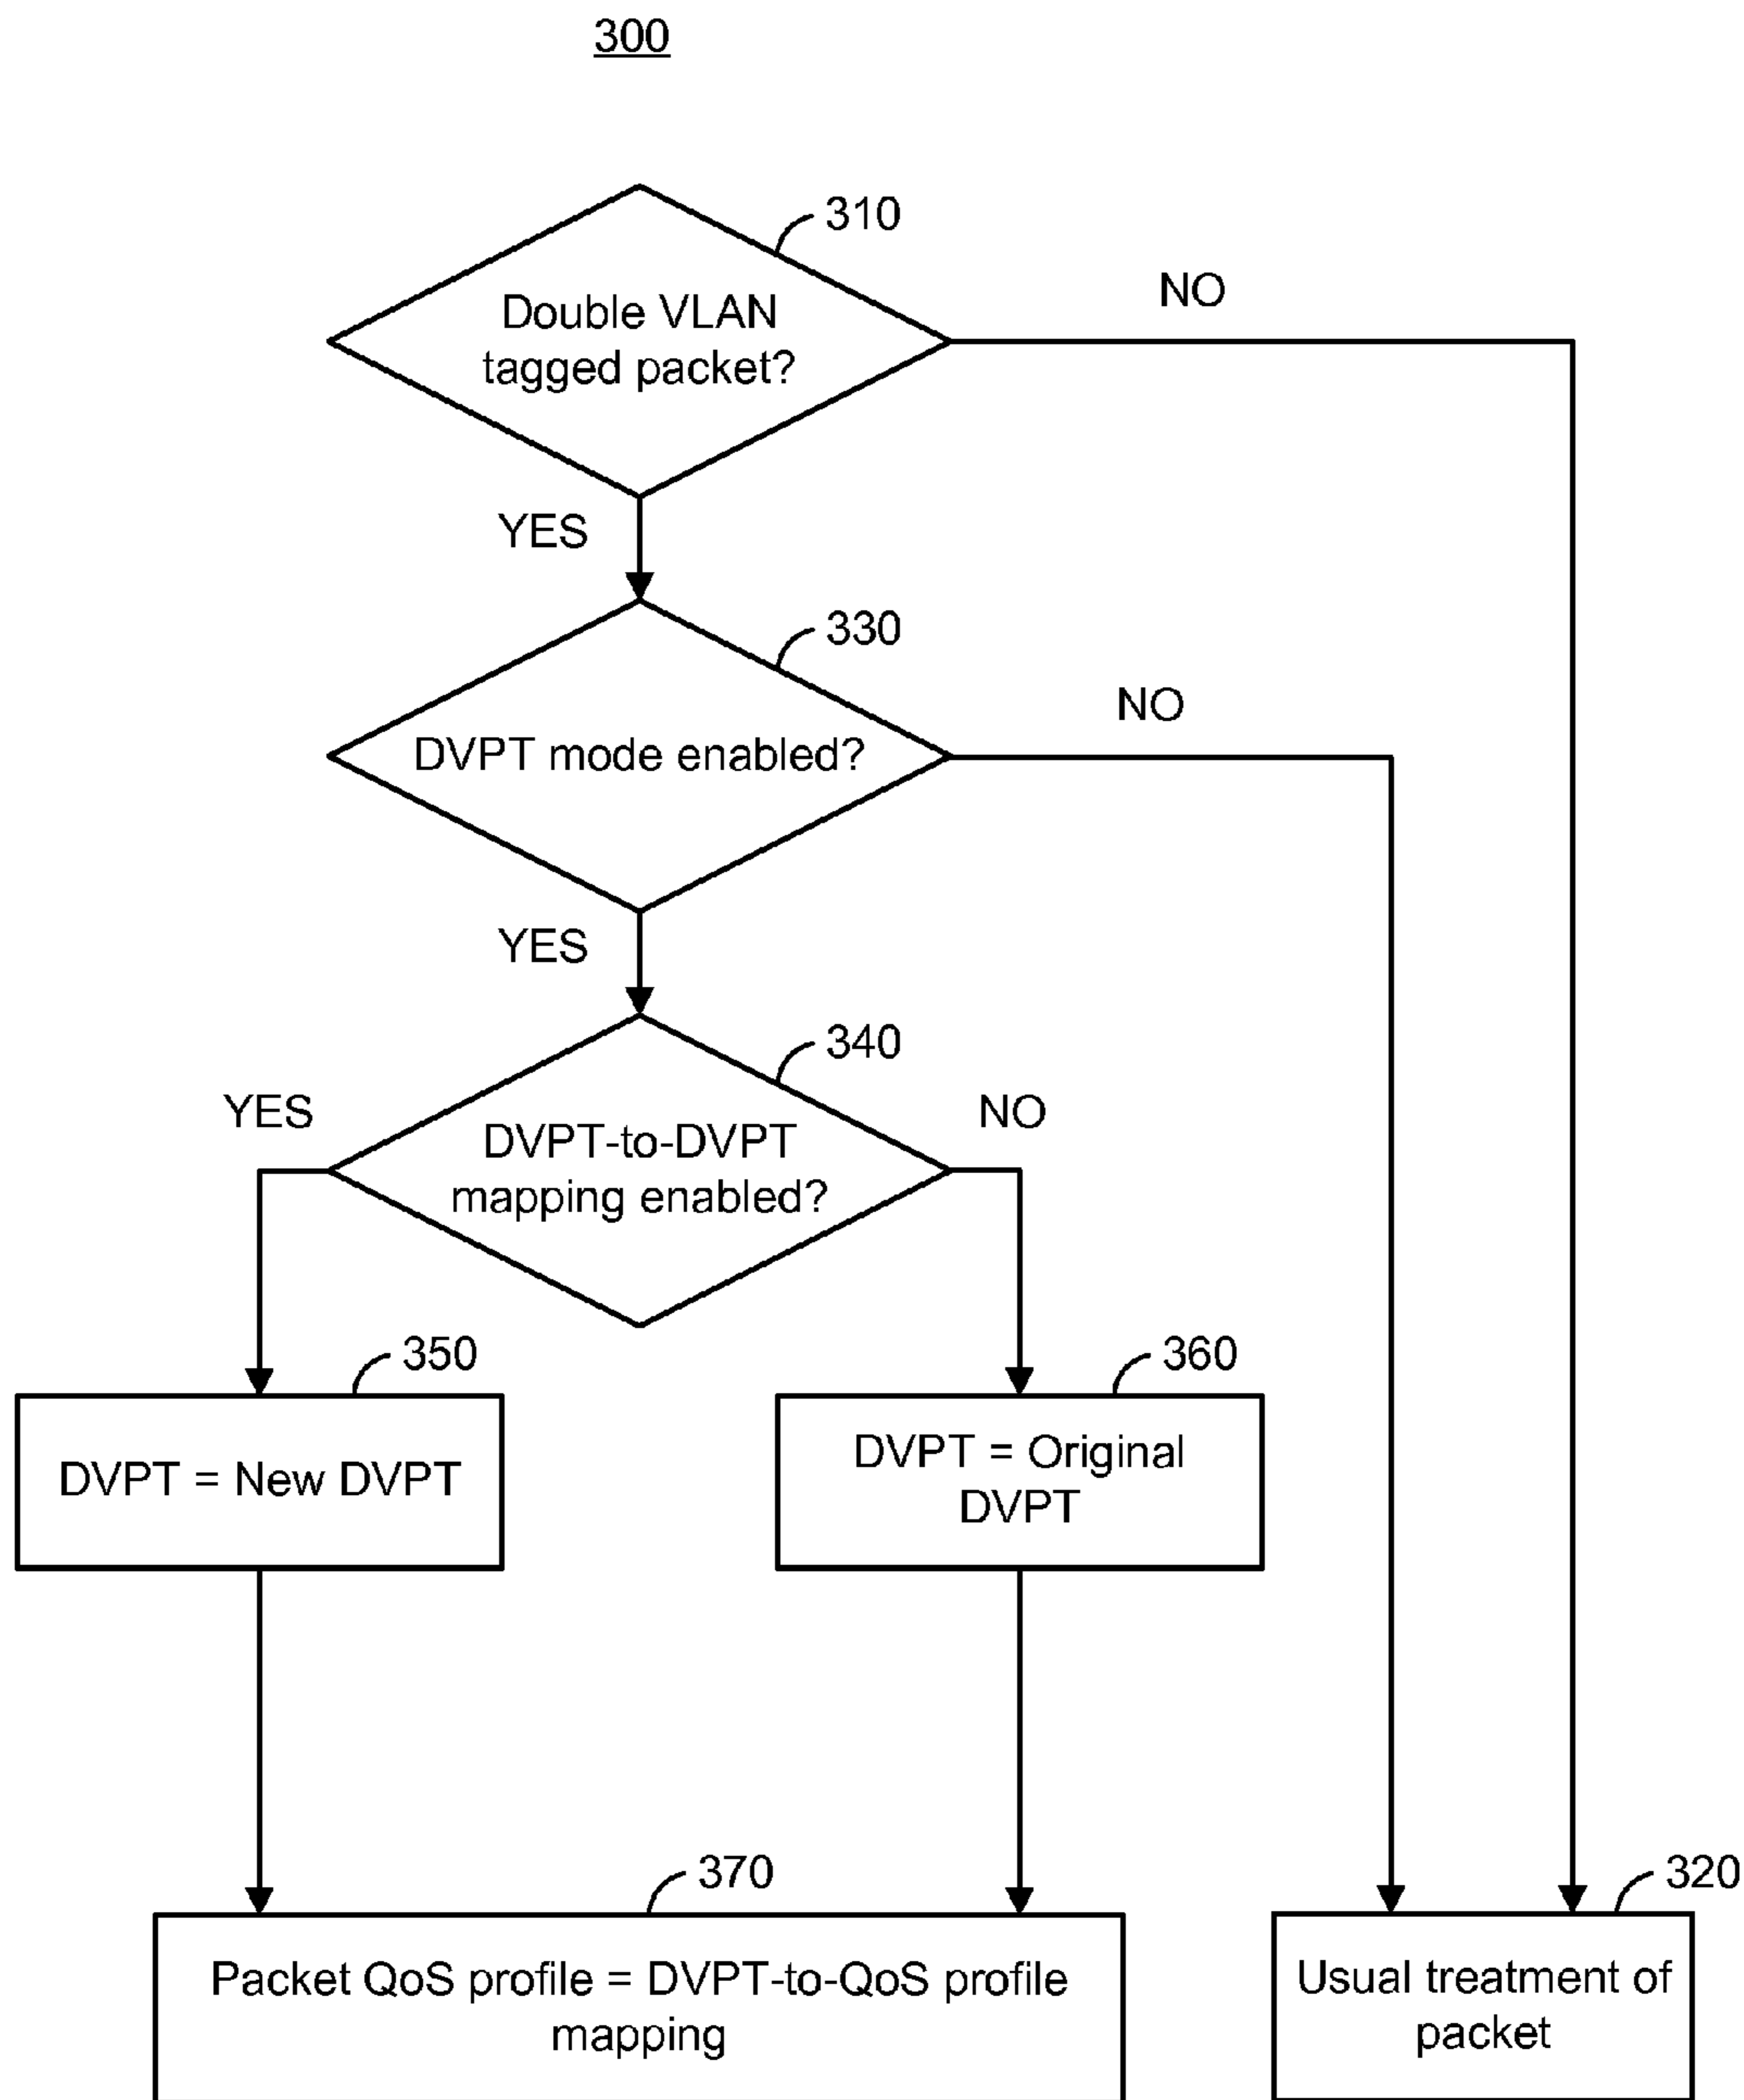 300
310
Double VLAN
tagged packet?
NO
YES
330
DVPT mode enabled?
NO
YES
340
DVPT-to-DVPT
mapping enabled?
YES
NO
350
DVPT = New DVPT
360
DVPT = Original
DVPT
370
Packet QoS profile = DVPT-to-QoS profile
mapping
320
Usual treatment of
packet